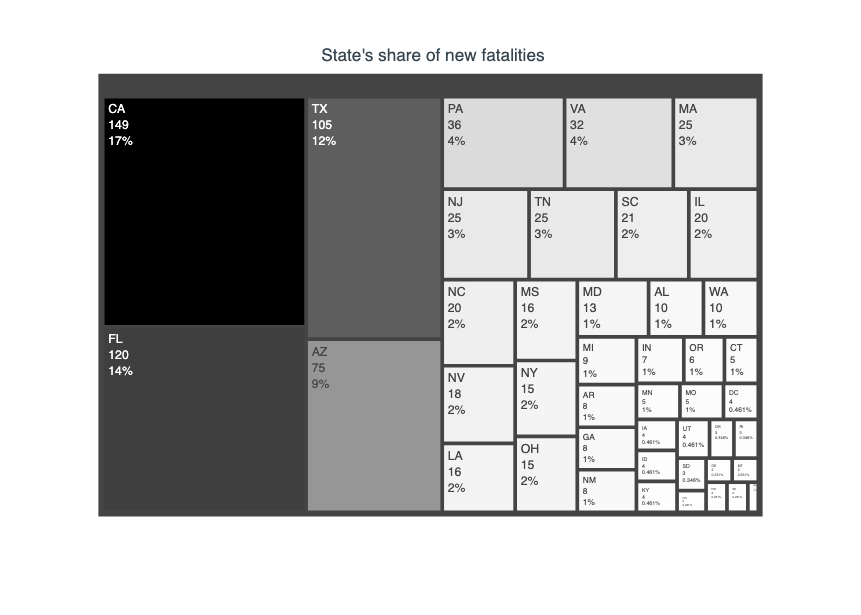 State's share of new fatalities
CA
149
17%
FL
120
14%
TX
105
12%
AZ
75
9%
PA
36
4%
VA
32
4%
MA
25
3%
NJ
25
3%
TN
25
3%
SC
21
2%
IL
20
2%
NC
20
2%
NV
18
2%
LA
16
2%
MS
16
2%
NY
15
2%
OH
15
2%
MD
13
1%
AL
10
1%
WA
10
1%
MI
9
1%
AR
8
1%
GA
8
1%
NM
8
1%
IN
7
1%
OR
6
1%
CT
5
1%
MN
5
1%
MO
5
1%
DC
4
0.461%
IA
4
0.461%
ID
4
0.461%
KY
4
0.461%
UT
4
0.461%
SD
3
0.346%
OK
3
0.346%
3
0.346%